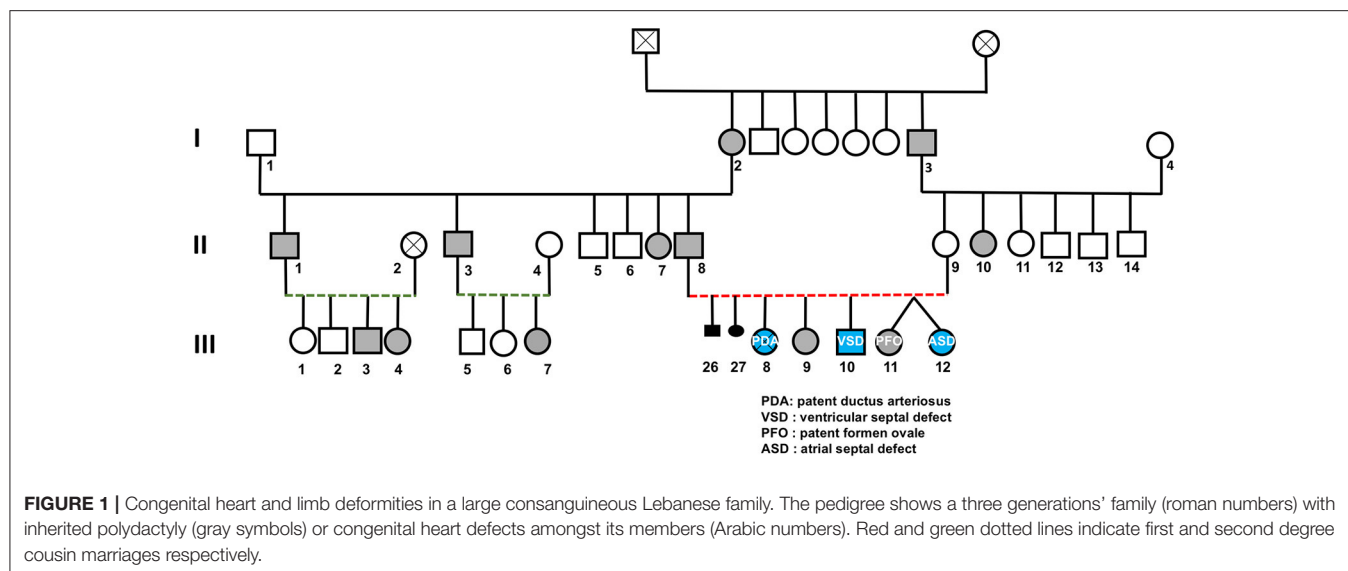 I
1
2
3
4
II
1
2
3
4
5
6
7
8
9
10
11
12
13
14
III
PDA
VSD
PFO
ASD
1
2
3
4
5
6
7
26
27
8
9
10
11
12
PDA: patent ductus arteriosus
VSD : ventricular septal defect
PFO : patent formen ovale
ASD : atrial septal defect
FIGURE 1 | Congenital heart and limb deformities in a large consanguineous Lebanese family. The pedigree shows a three generations' family (roman numbers) with
inherited polydactyly (gray symbols) or congenital heart defects amongst its members (Arabic numbers). Red and green dotted lines indicate first and second degree
cousin marriages respectively.